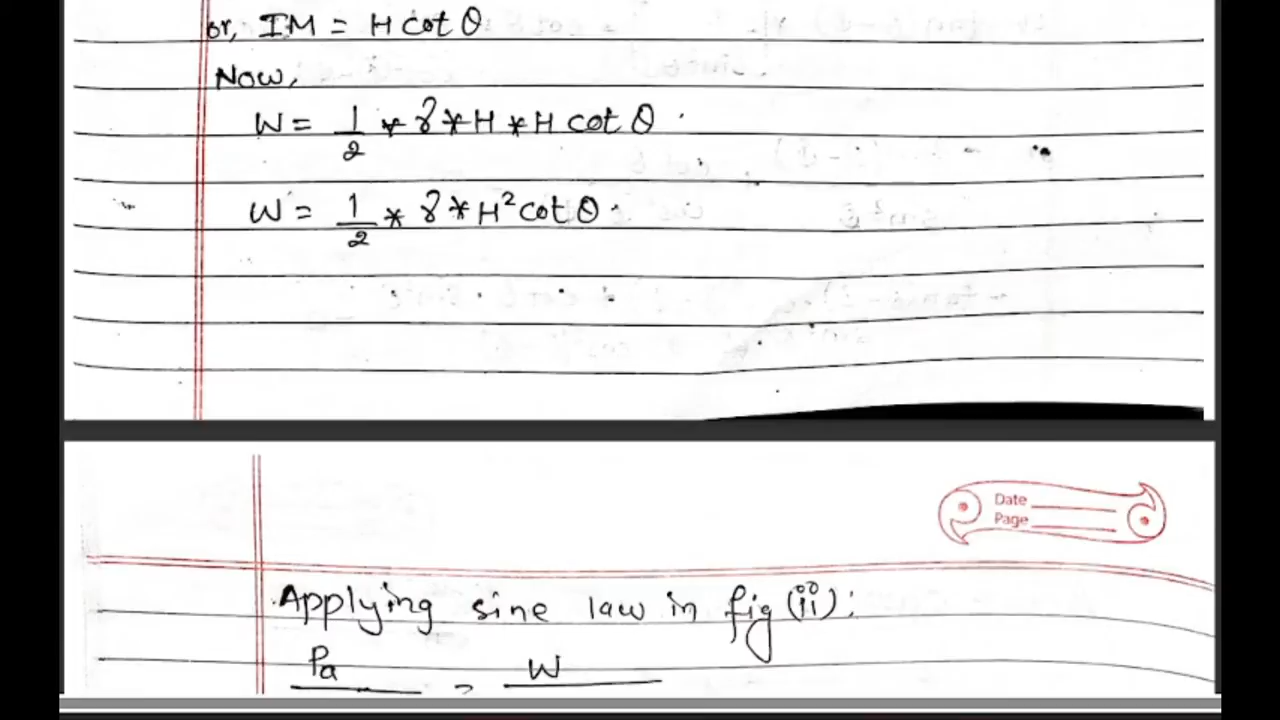 or, IM = H cot θ
Now,
W = 1/2 * γ * H * H cot θ
W = 1/2 * γ * H² cot θ
Date
Page
Applying sine law in fig (ii):
Pa = W